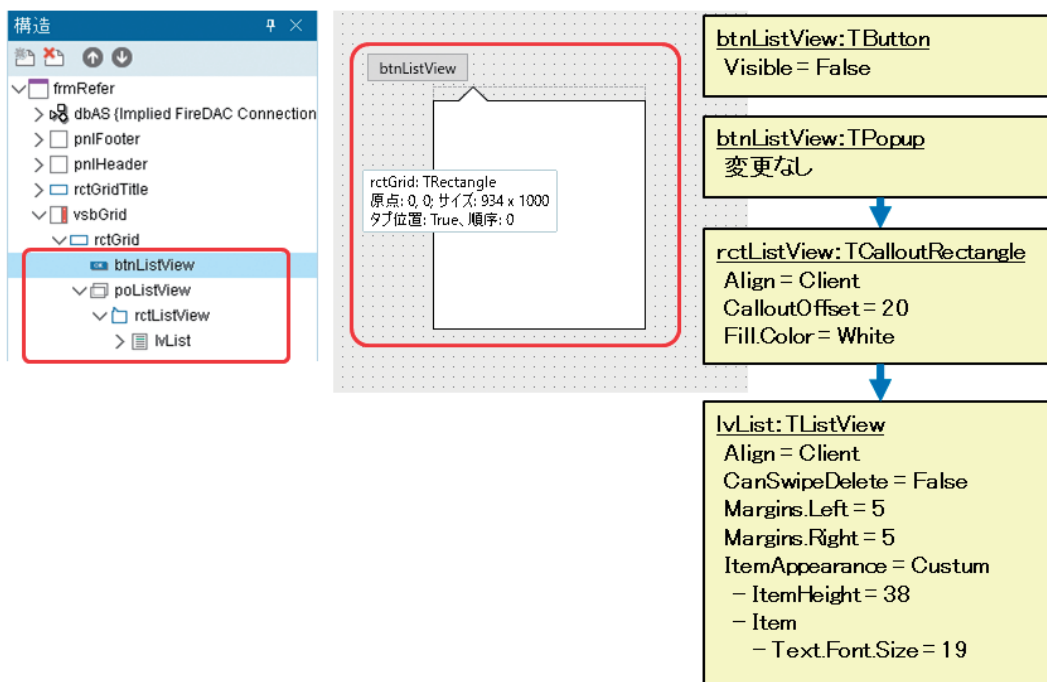 構造
frmRefer
dbAS {Implied FireDAC Connection
pnlFooter
pnlHeader
rctGridTitle
vsbGrid
rctGrid
btnListView
poListView
rctListView
lvList
btnListView
rctGrid: TRectangle
原点: 0, 0; サイズ: 934 x 1000
タブ位置: True、順序: 0
btnListView:TButton
Visible = False
btnListView:TPopup
変更なし
rctListView:TCalloutRectangle
Align = Client
CalloutOffset = 20
Fill.Color = White
lvList:TListView
Align = Client
CanSwipeDelete = False
Margins.Left = 5
Margins.Right = 5
ItemAppearance = Custum
- ItemHeight = 38
- Item
- Text.Font.Size = 19